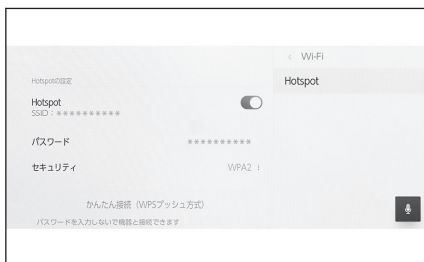 < Wi-Fi
Hotspot
Hotspotの設定
Hotspot
SSID：**********
パスワード **********
セキュリティ WPA2
かんたん接続（WPSプッシュ方式）
パスワードを入力しないで機器と接続できます